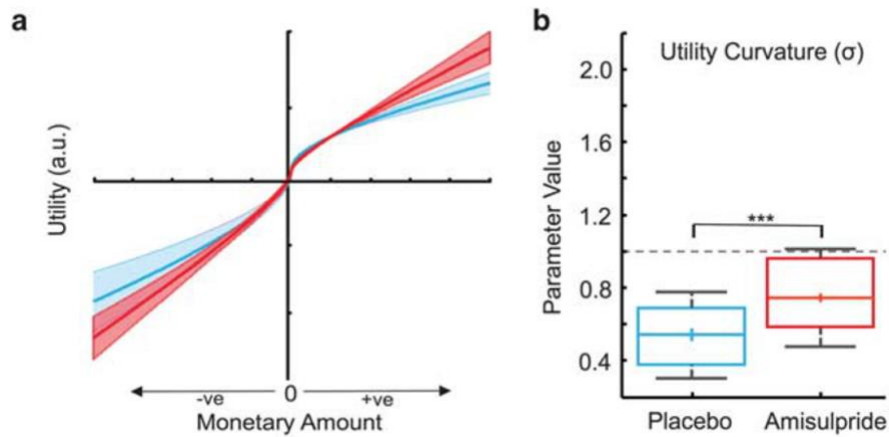 a
Utility (a.u.)
-ve
0
+ve
Monetary Amount
b
Utility Curvature (σ)
Parameter Value
2.0
1.6
1.2
0.8
0.4
***
Placebo
Amisulpride